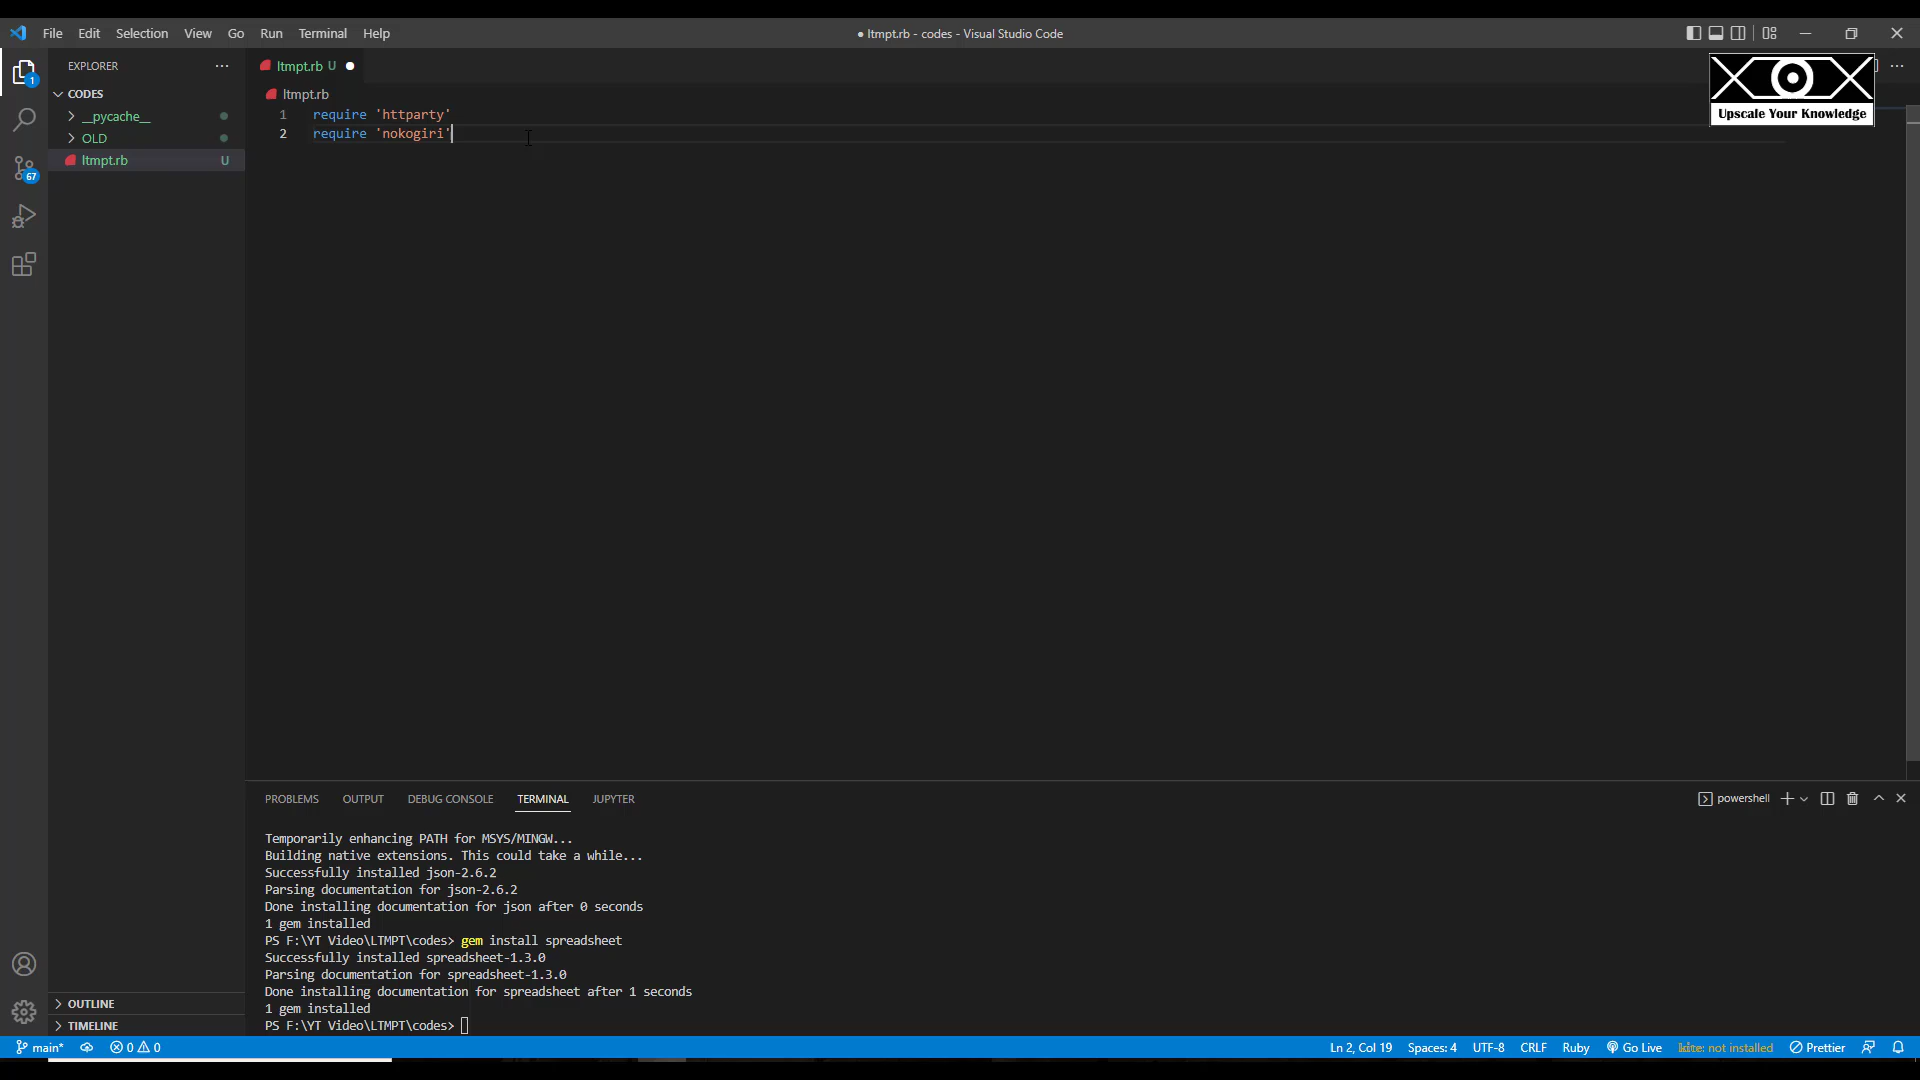 File Edit Selection View Go Run Terminal Help
● ltmpt.rb - codes - Visual Studio Code
EXPLORER
ltmpt.rb U ●
CODES
ltmpt.rb
__pycache__
OLD
ltmpt.rb U
1 require 'httparty'
2 require 'nokogiri'
Upscale Your Knowledge
1
67
PROBLEMS OUTPUT DEBUG CONSOLE TERMINAL JUPYTER
powershell
Temporarily enhancing PATH for MSYS/MINGW...
Building native extensions. This could take a while...
Successfully installed json-2.6.2
Parsing documentation for json-2.6.2
Done installing documentation for json after 0 seconds
1 gem installed
PS F:\YT Video\LTMPT\codes> gem install spreadsheet
Successfully installed spreadsheet-1.3.0
Parsing documentation for spreadsheet-1.3.0
Done installing documentation for spreadsheet after 1 seconds
1 gem installed
PS F:\YT Video\LTMPT\codes>
OUTLINE
TIMELINE
main* 0 0 Ln 2, Col 19 Spaces: 4 UTF-8 CRLF Ruby Go Live kite: not installed Prettier